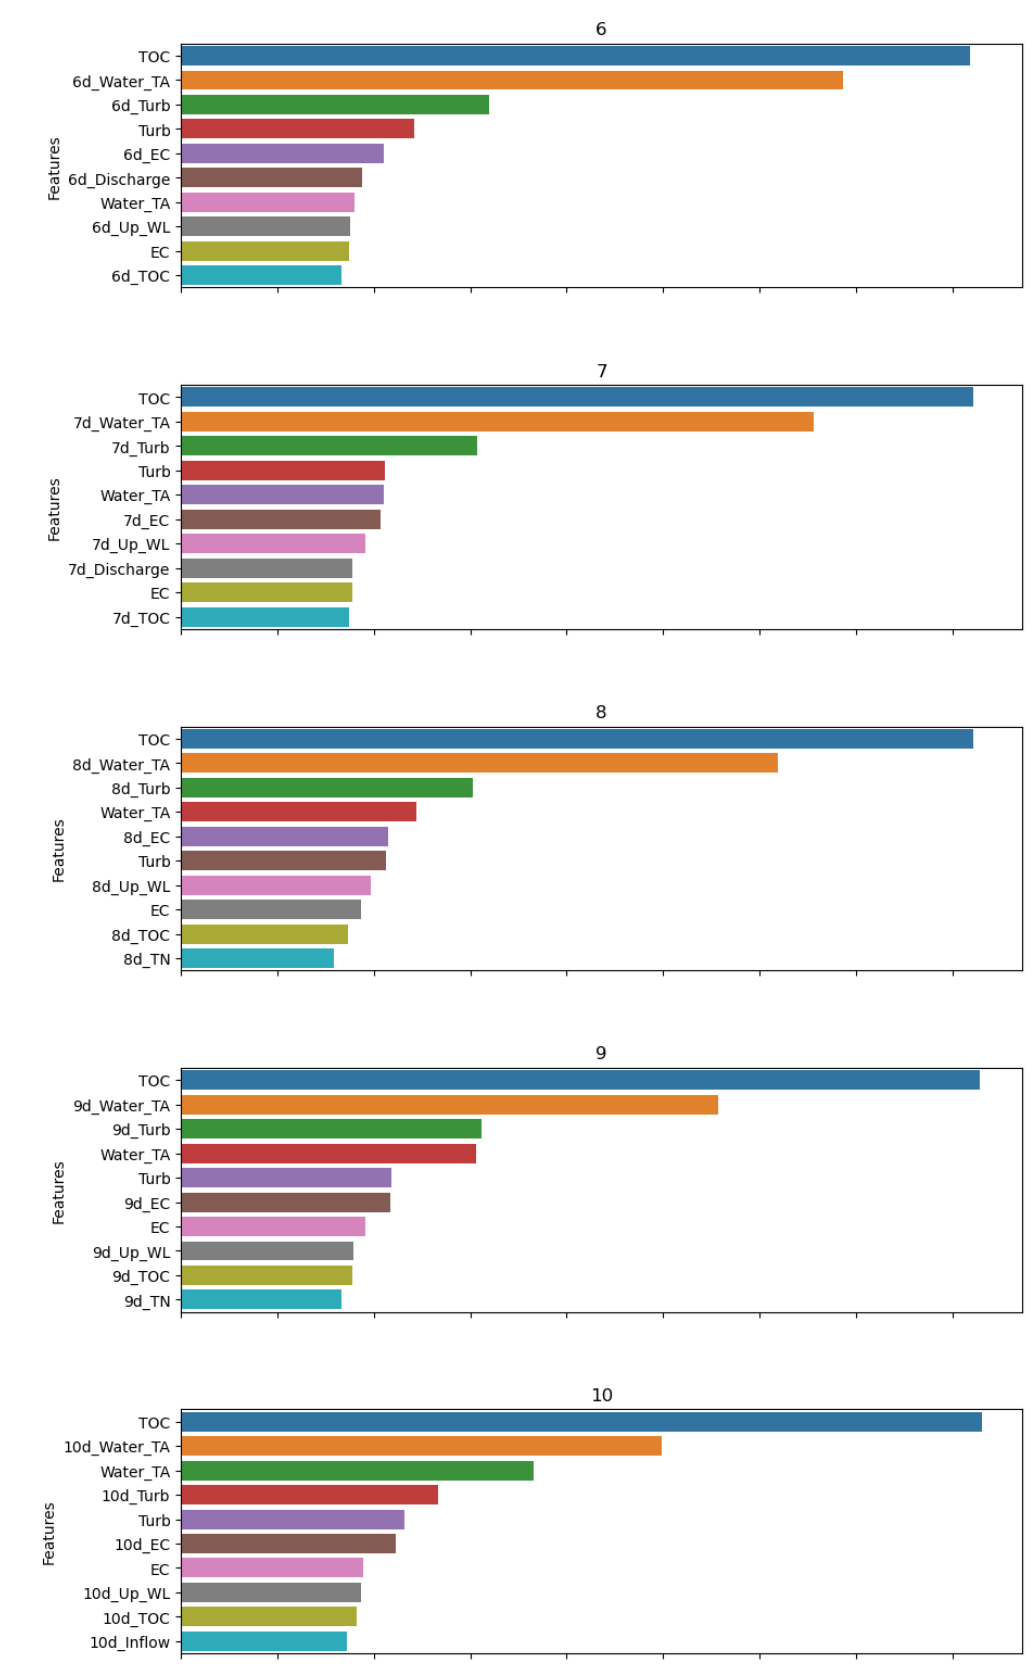 6
TOC
6d_Water_TA
6d_Turb
Turb
6d_EC
6d_Discharge
Water_TA
6d_Up_WL
EC
6d_TOC
Features
7
TOC
7d_Water_TA
7d_Turb
Turb
Water_TA
7d_EC
7d_Up_WL
7d_Discharge
EC
7d_TOC
Features
8
TOC
8d_Water_TA
8d_Turb
Water_TA
8d_EC
Turb
8d_Up_WL
EC
8d_TOC
8d_TN
Features
9
TOC
9d_Water_TA
9d_Turb
Water_TA
Turb
9d_EC
EC
9d_Up_WL
9d_TOC
9d_TN
Features
10
TOC
10d_Water_TA
Water_TA
10d_Turb
Turb
10d_EC
EC
10d_Up_WL
10d_TOC
10d_Inflow
Features